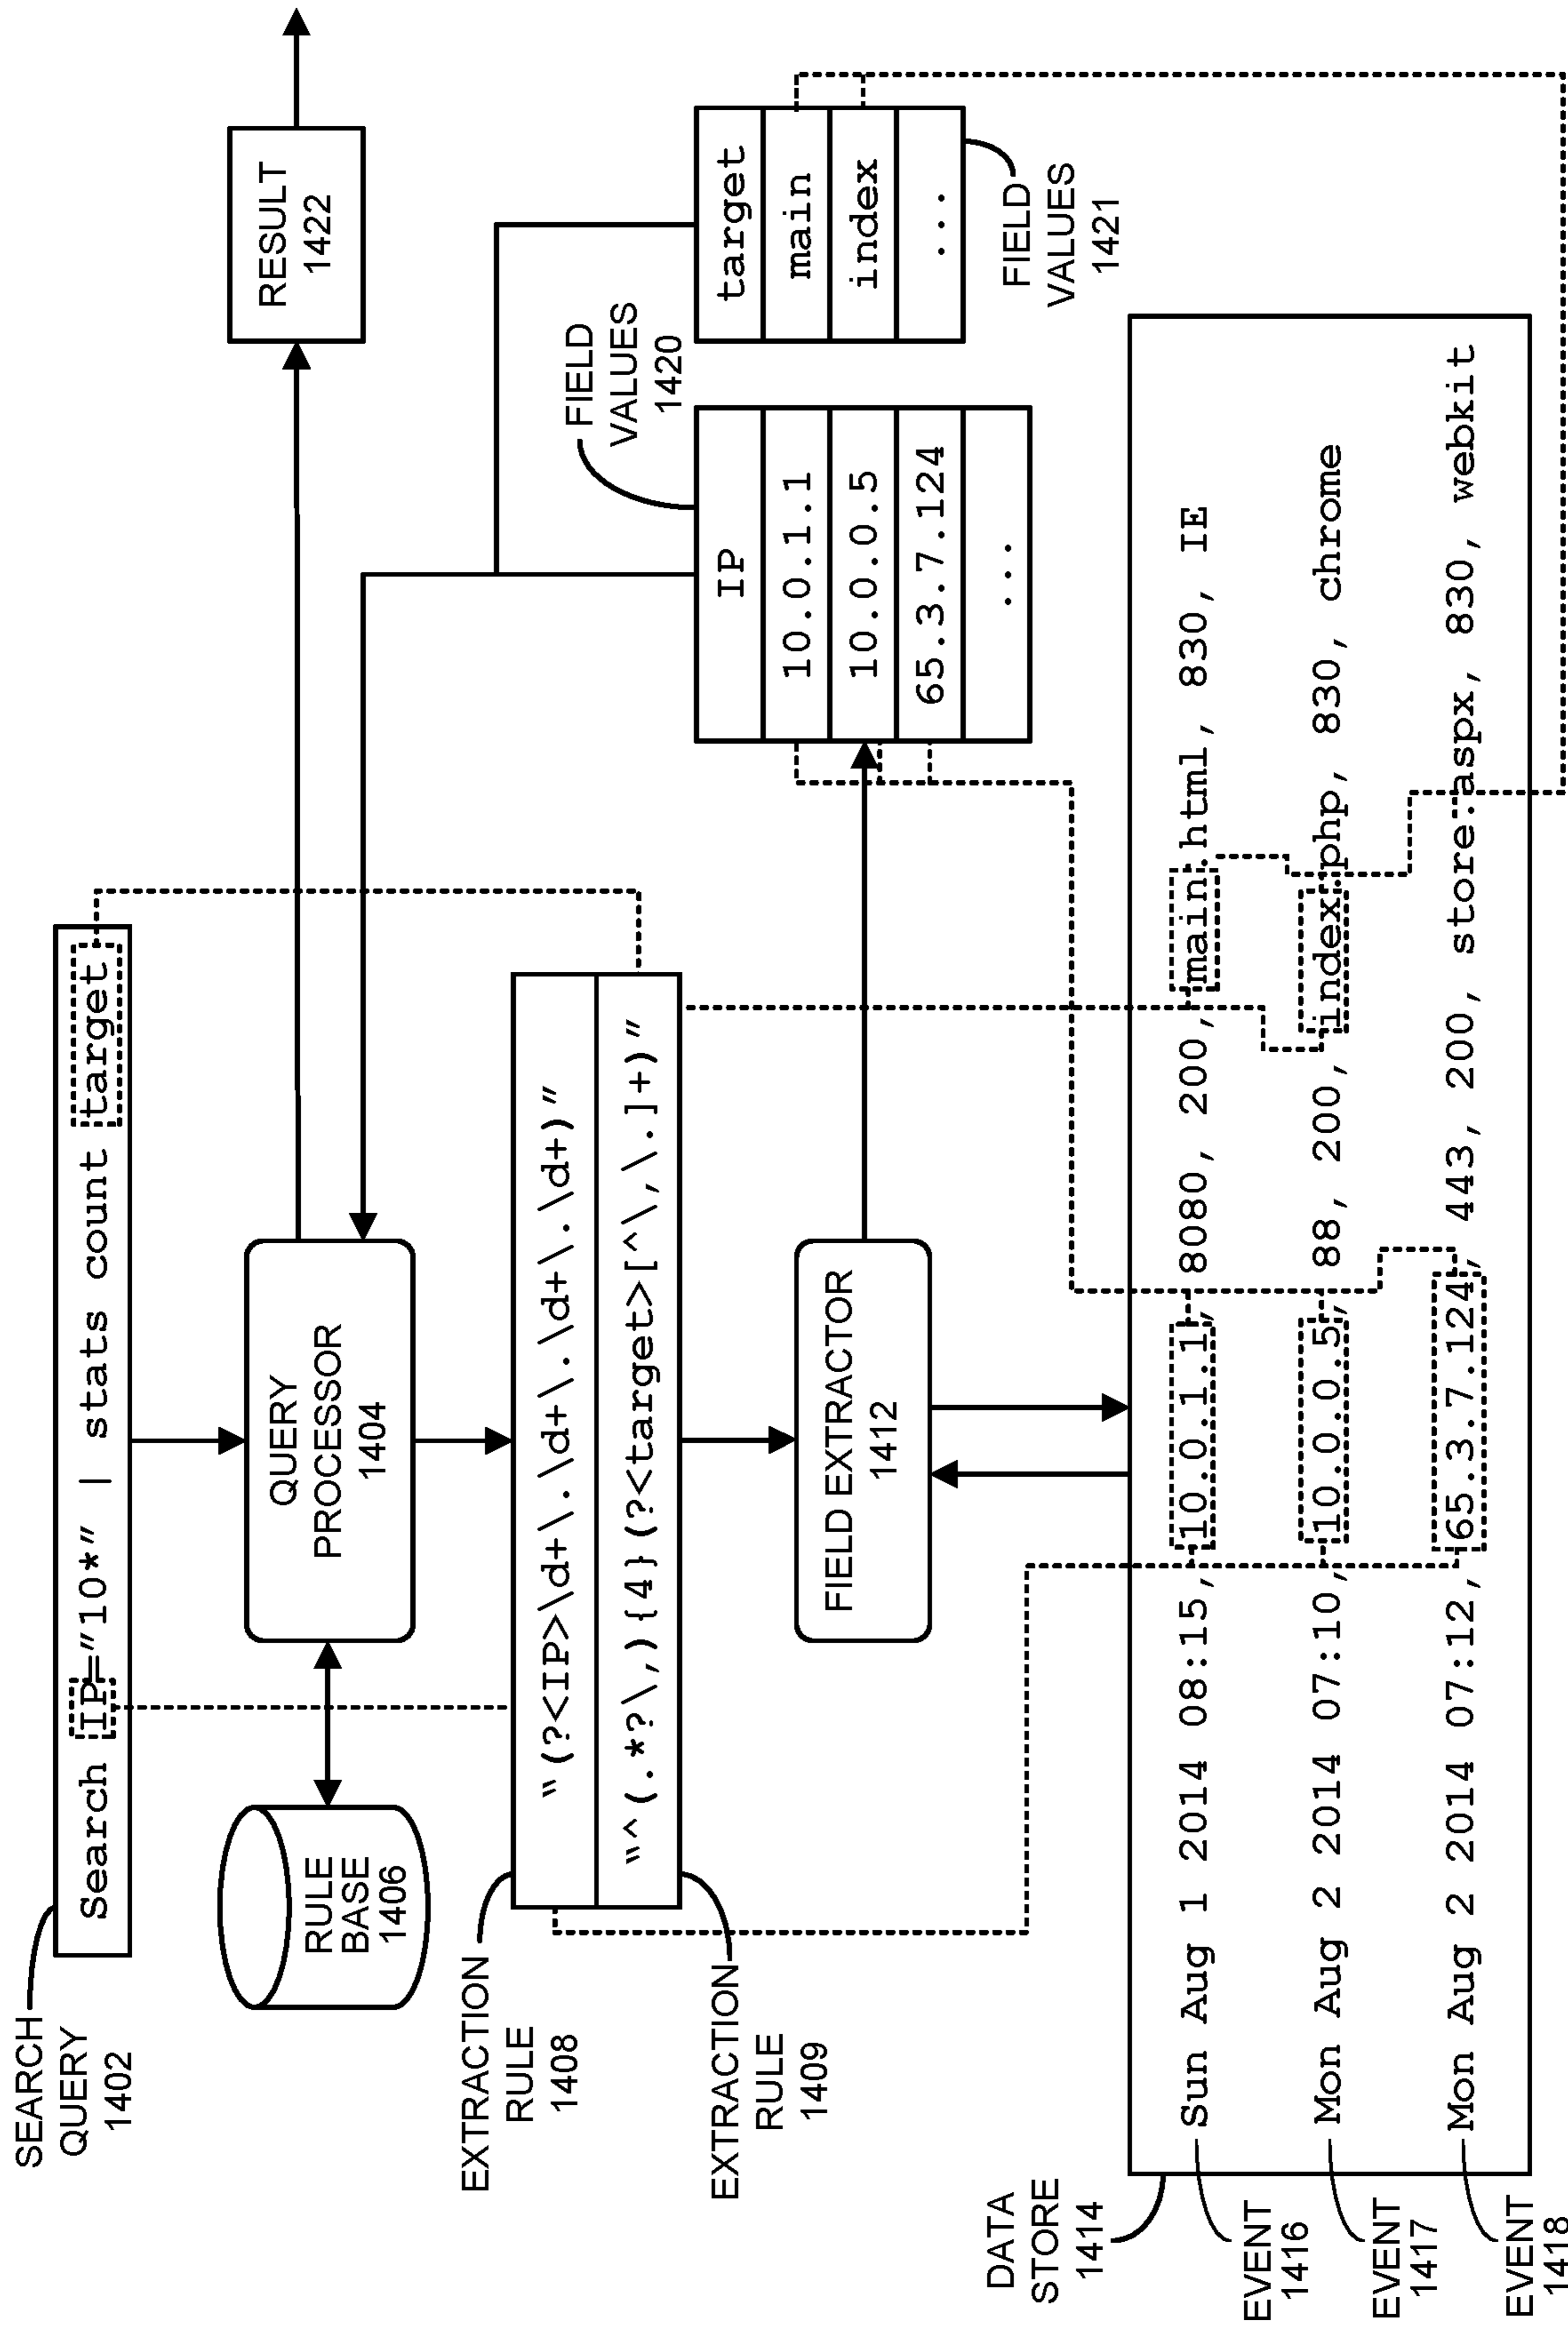 SEARCH
QUERY
1402
Search IP="10*" | stats count target
RULE
BASE
1406
QUERY
PROCESSOR
1404
RESULT
1422
EXTRACTION
RULE
1408
"(?<IP>\d+\.\d+\.\d+\.\d+)"
"^(.*?\,){4}(?<target>[^\,\.]+)"
EXTRACTION
RULE
1409
FIELD EXTRACTOR
1412
FIELD
VALUES
1420
IP
10.0.1.1
10.0.0.5
65.3.7.124
...
target
main
index
...
FIELD
VALUES
1421
DATA
STORE
1414
EVENT
1416
Sun Aug 1 2014 08:15, 10.0.1.1, 8080, 200, main.html, 830, IE
EVENT
1417
Mon Aug 2 2014 07:10, 10.0.0.5, 88, 200, index.php, 830, chrome
EVENT
1418
Mon Aug 2 2014 07:12, 65.3.7.124, 443, 200, store.aspx, 830, webkit